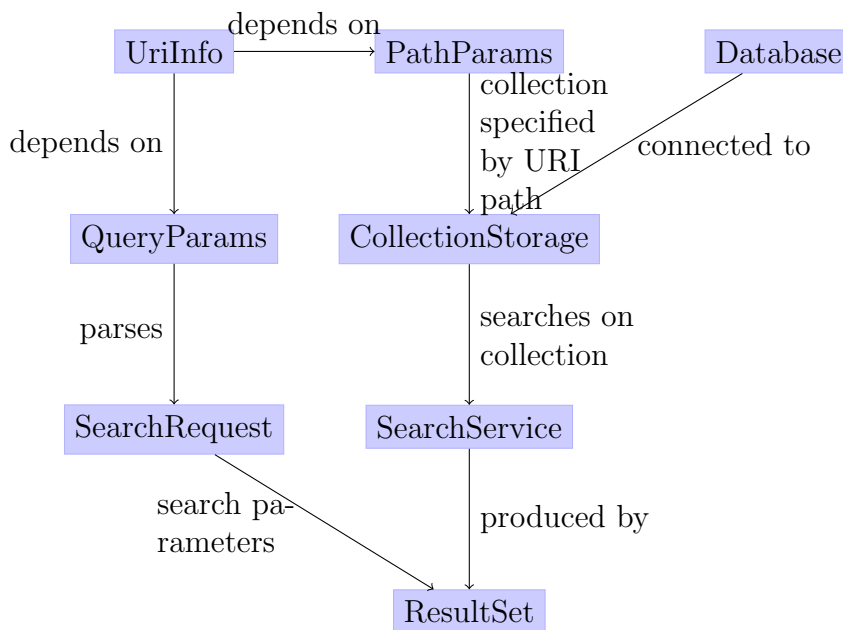 depends on
UriInfo
PathParams
Database
collection
specified
by URI
path
depends on
connected to
QueryParams
CollectionStorage
parses
searches on
collection
SearchRequest
SearchService
search pa-
rameters
produced by
ResultSet